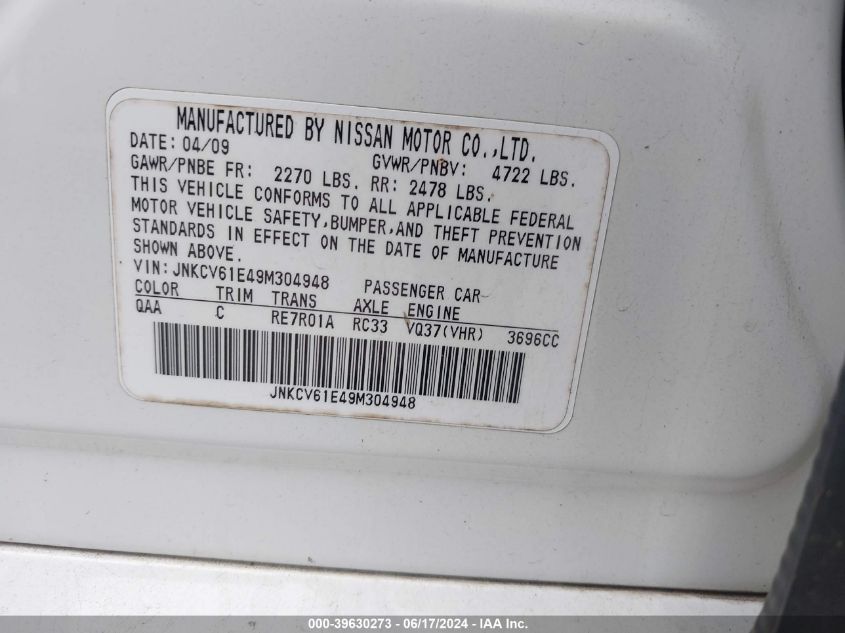 MANUFACTURED BY NISSAN MOTOR CO.,LTD.
DATE: 04/09 GVWR/PNBV: 4722 LBS.
GAWR/PNBE FR: 2270 LBS. RR: 2478 LBS.
THIS VEHICLE CONFORMS TO ALL APPLICABLE FEDERAL
MOTOR VEHICLE SAFETY, BUMPER, AND THEFT PREVENTION
STANDARDS IN EFFECT ON THE DATE OF MANUFACTURE
SHOWN ABOVE.
VIN: JNKCV61E49M304948 PASSENGER CAR
COLOR TRIM TRANS AXLE ENGINE
QAA C RE7R01A RC33 VQ37(VHR) 3696CC
JNKCV61E49M304948
000-39630273 - 06/17/2024 - IAA Inc.